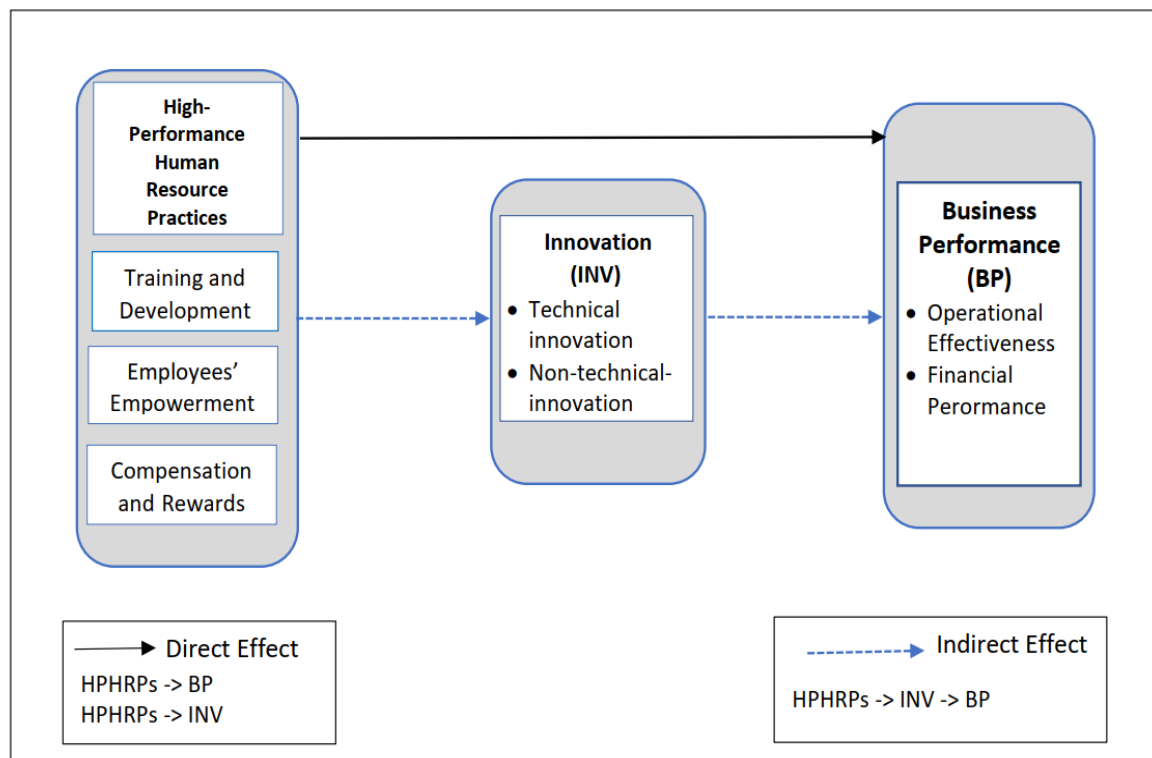 High-
Performance
Human
Resource
Practices
Training and
Development
Employees’
Empowerment
Compensation
and Rewards
Innovation
(INV)
• Technical
innovation
• Non-technical-
innovation
Business
Performance
(BP)
• Operational
Effectiveness
• Financial
Perormance
Direct Effect
HPHRPs -> BP
HPHRPs -> INV
Indirect Effect
HPHRPs -> INV -> BP